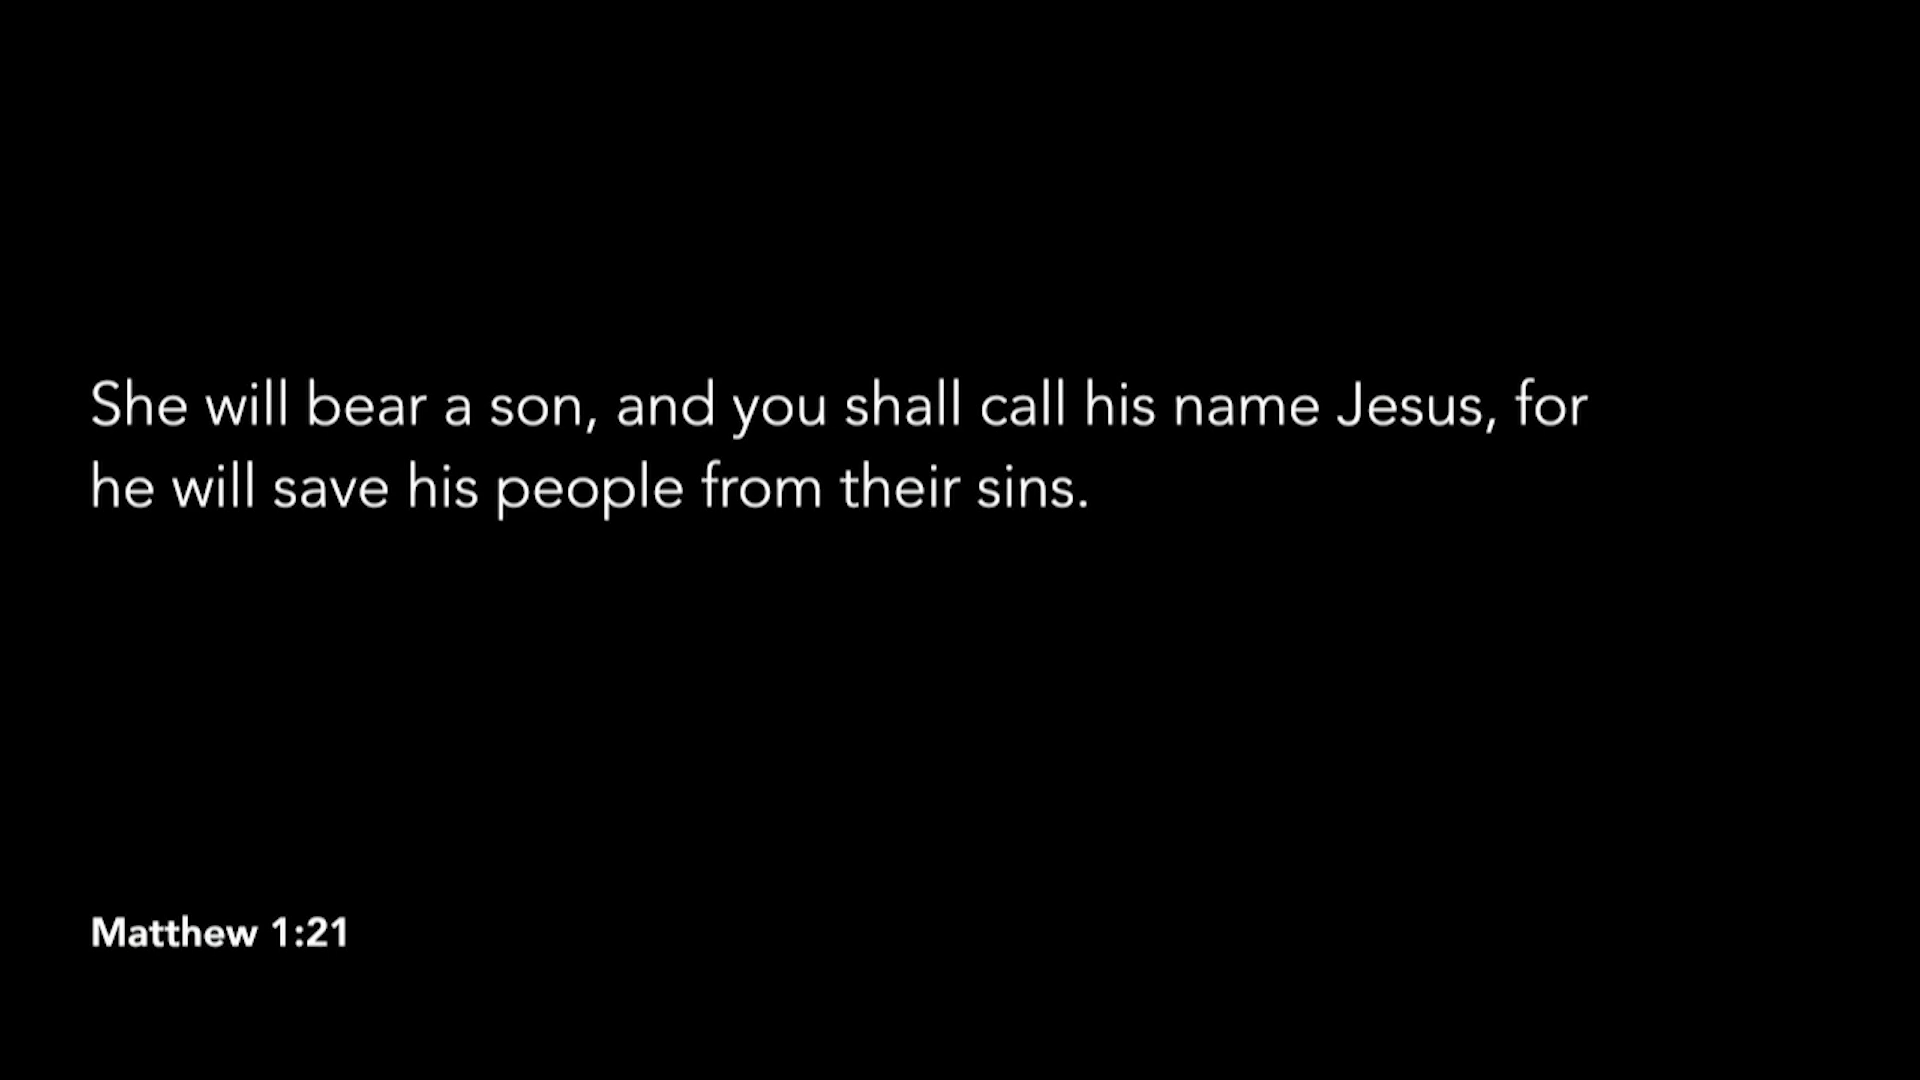 She will bear a son, and you shall call his name Jesus, for
he will save his people from their sins.
Matthew 1:21